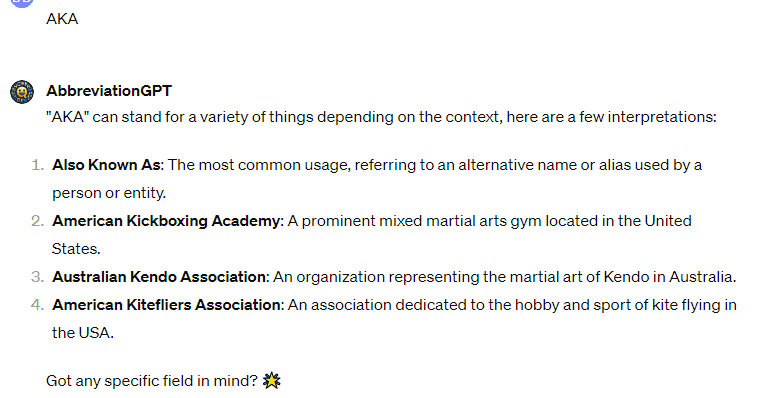 AKA
AbbreviationGPT
"AKA" can stand for a variety of things depending on the context, here are a few interpretations:
1. Also Known As: The most common usage, referring to an alternative name or alias used by a
person or entity.
2. American Kickboxing Academy: A prominent mixed martial arts gym located in the United
States.
3. Australian Kendo Association: An organization representing the martial art of Kendo in Australia.
4. American Kitefliers Association: An association dedicated to the hobby and sport of kite flying in
the USA.
Got any specific field in mind? 🌟